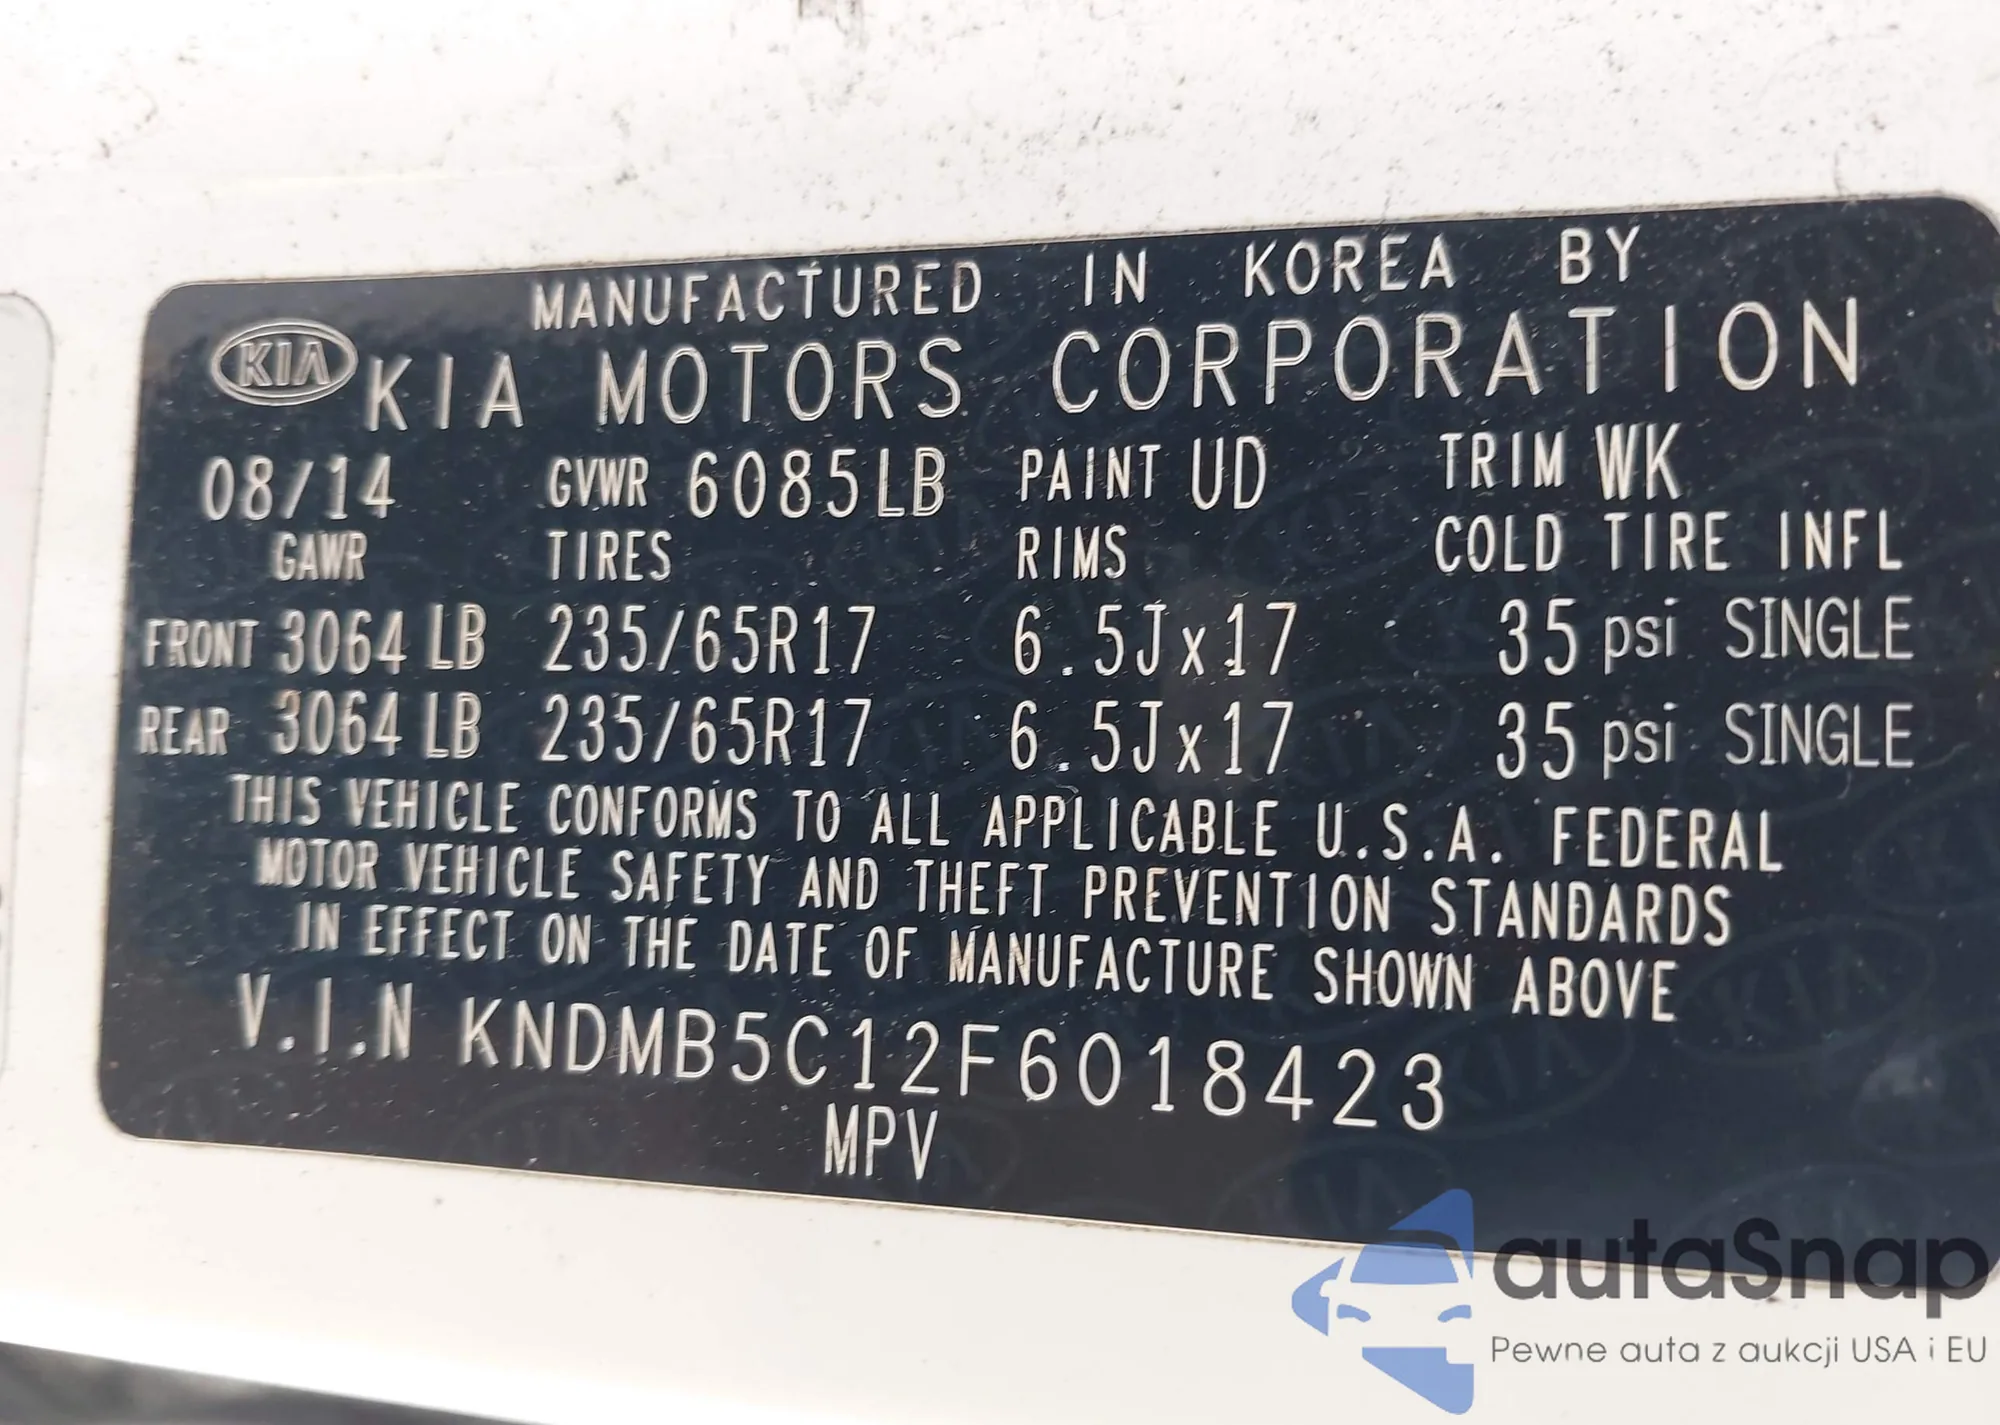 MANUFACTURED IN KOREA BY
KIA KIA MOTORS CORPORATION
08/14 GVWR 6085LB PAINT UD TRIM WK
GAWR TIRES RIMS COLD TIRE INFL
FRONT 3064 LB 235/65R17 6.5Jx17 35 psi SINGLE
REAR 3064 LB 235/65R17 6.5Jx17 35 psi SINGLE
THIS VEHICLE CONFORMS TO ALL APPLICABLE U.S.A. FEDERAL
MOTOR VEHICLE SAFETY AND THEFT PREVENTION STANDARDS
IN EFFECT ON THE DATE OF MANUFACTURE SHOWN ABOVE
V.I.N KNDMB5C12F6018423
MPV
autaSnap
Pewne auta z aukcji USA i EU